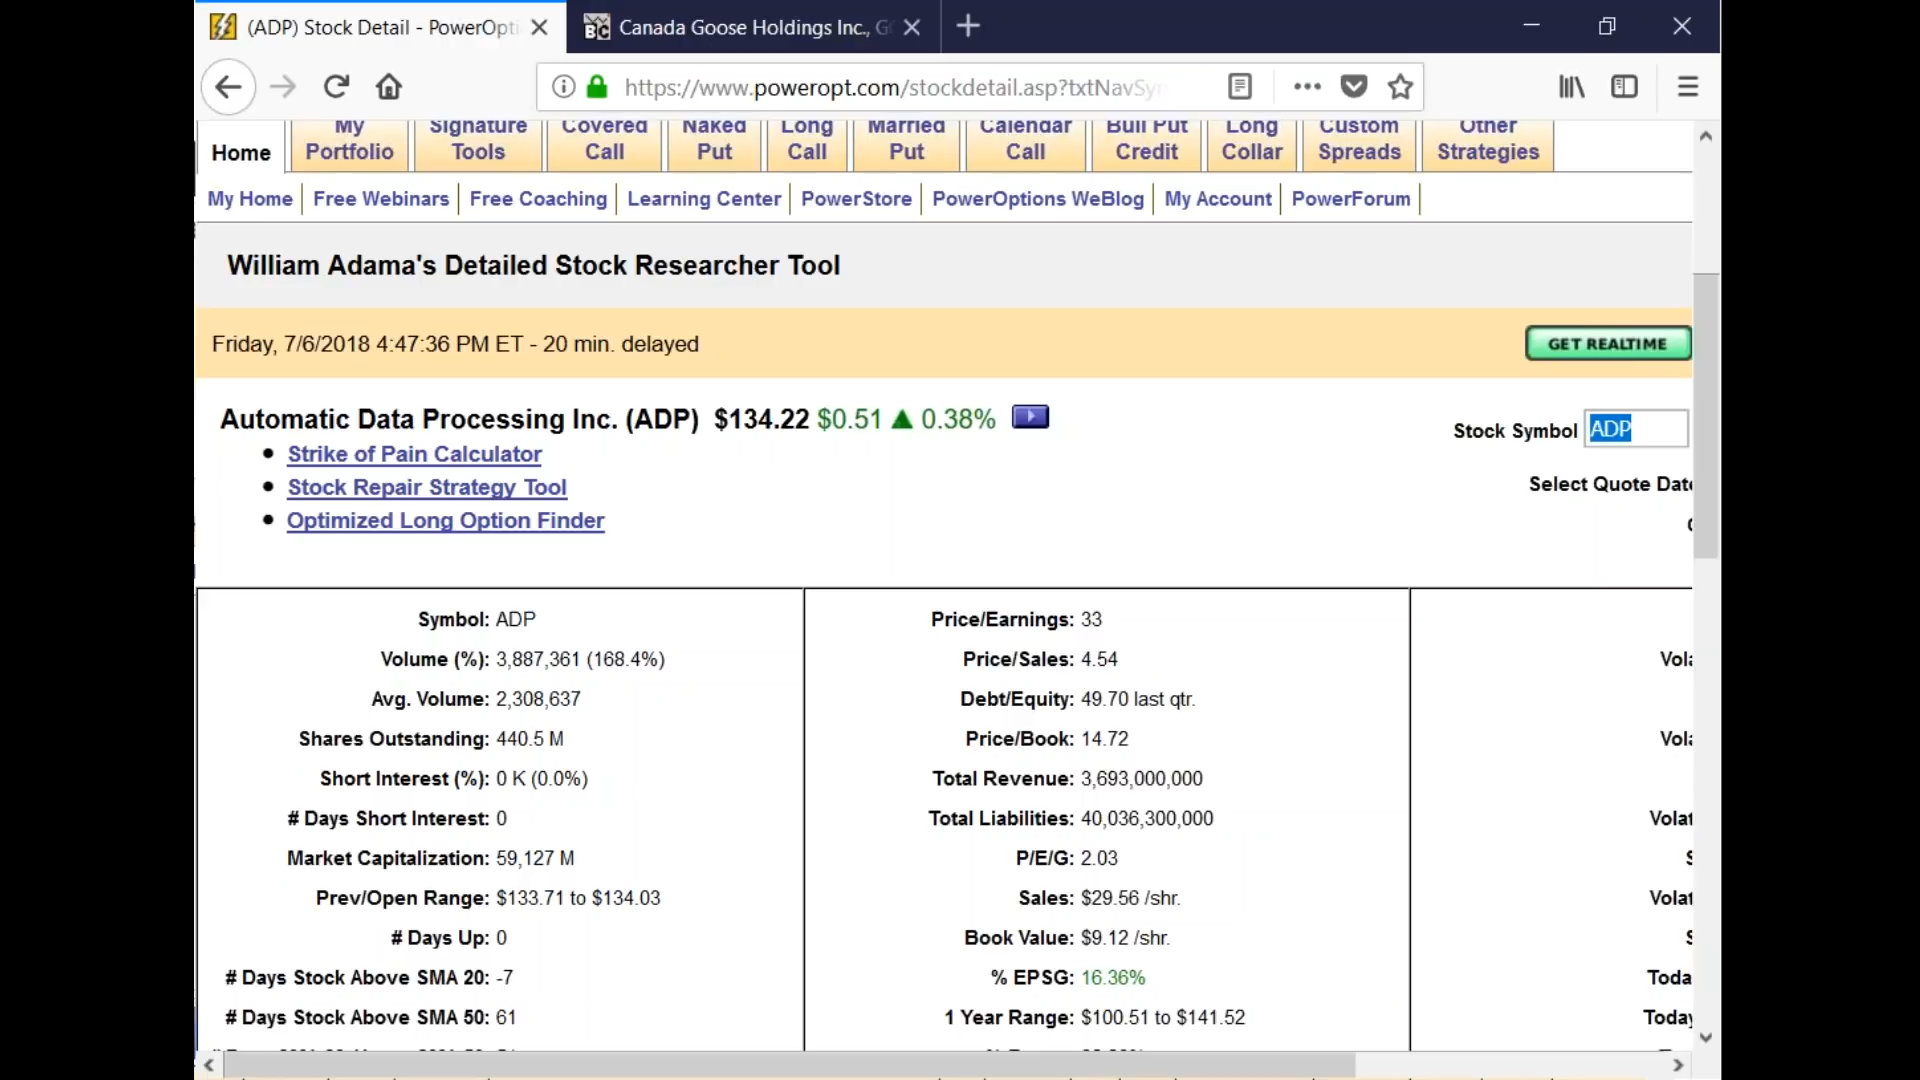 (ADP) Stock Detail - PowerOpti
Canada Goose Holdings Inc., G
https://www.poweropt.com/stockdetail.asp?txtNavSym
Home
My Portfolio
Signature Tools
Covered Call
Naked Put
Long Call
Married Put
Calendar Call
Bull Put Credit
Long Collar
Custom Spreads
Other Strategies
My Home | Free Webinars | Free Coaching | Learning Center | PowerStore | PowerOptions WeBlog | My Account | PowerForum
William Adama's Detailed Stock Researcher Tool
Friday, 7/6/2018 4:47:36 PM ET - 20 min. delayed
GET REALTIME
Automatic Data Processing Inc. (ADP) $134.22 $0.51 ▲ 0.38%
Stock Symbol ADP
Strike of Pain Calculator
Select Quote Date
Stock Repair Strategy Tool
Optimized Long Option Finder
Symbol: ADP
Volume (%): 3,887,361 (168.4%)
Avg. Volume: 2,308,637
Shares Outstanding: 440.5 M
Short Interest (%): 0 K (0.0%)
# Days Short Interest: 0
Market Capitalization: 59,127 M
Prev/Open Range: $133.71 to $134.03
# Days Up: 0
# Days Stock Above SMA 20: -7
# Days Stock Above SMA 50: 61
Price/Earnings: 33
Price/Sales: 4.54
Debt/Equity: 49.70 last qtr.
Price/Book: 14.72
Total Revenue: 3,693,000,000
Total Liabilities: 40,036,300,000
P/E/G: 2.03
Sales: $29.56 /shr.
Book Value: $9.12 /shr.
% EPSG: 16.36%
1 Year Range: $100.51 to $141.52
Vola
Vola
Volat
S
Volat
S
Toda
Today